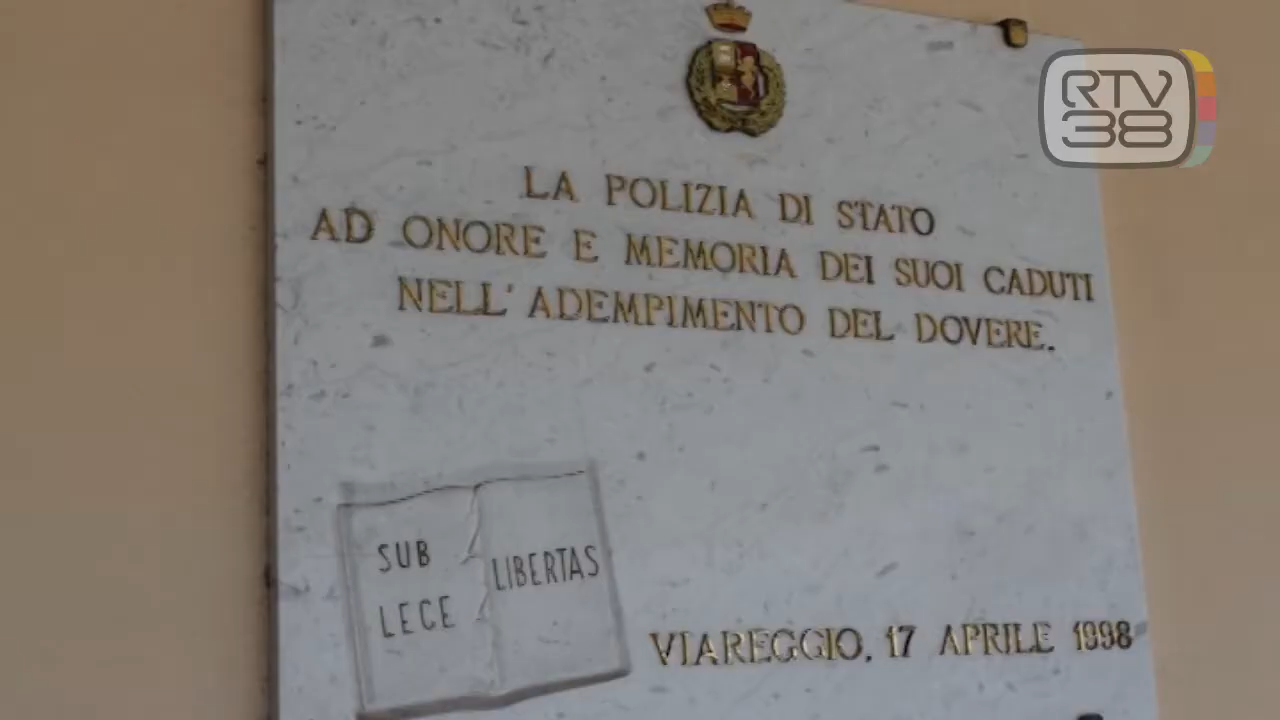 RTV
38
LA POLIZIA DI STATO
AD ONORE E MEMORIA DEI SUOI CADUTI
NELL' ADEMPIMENTO DEL DOVERE.
SUB
LEGE
LIBERTAS
VIAREGGIO, 17 APRILE 1998